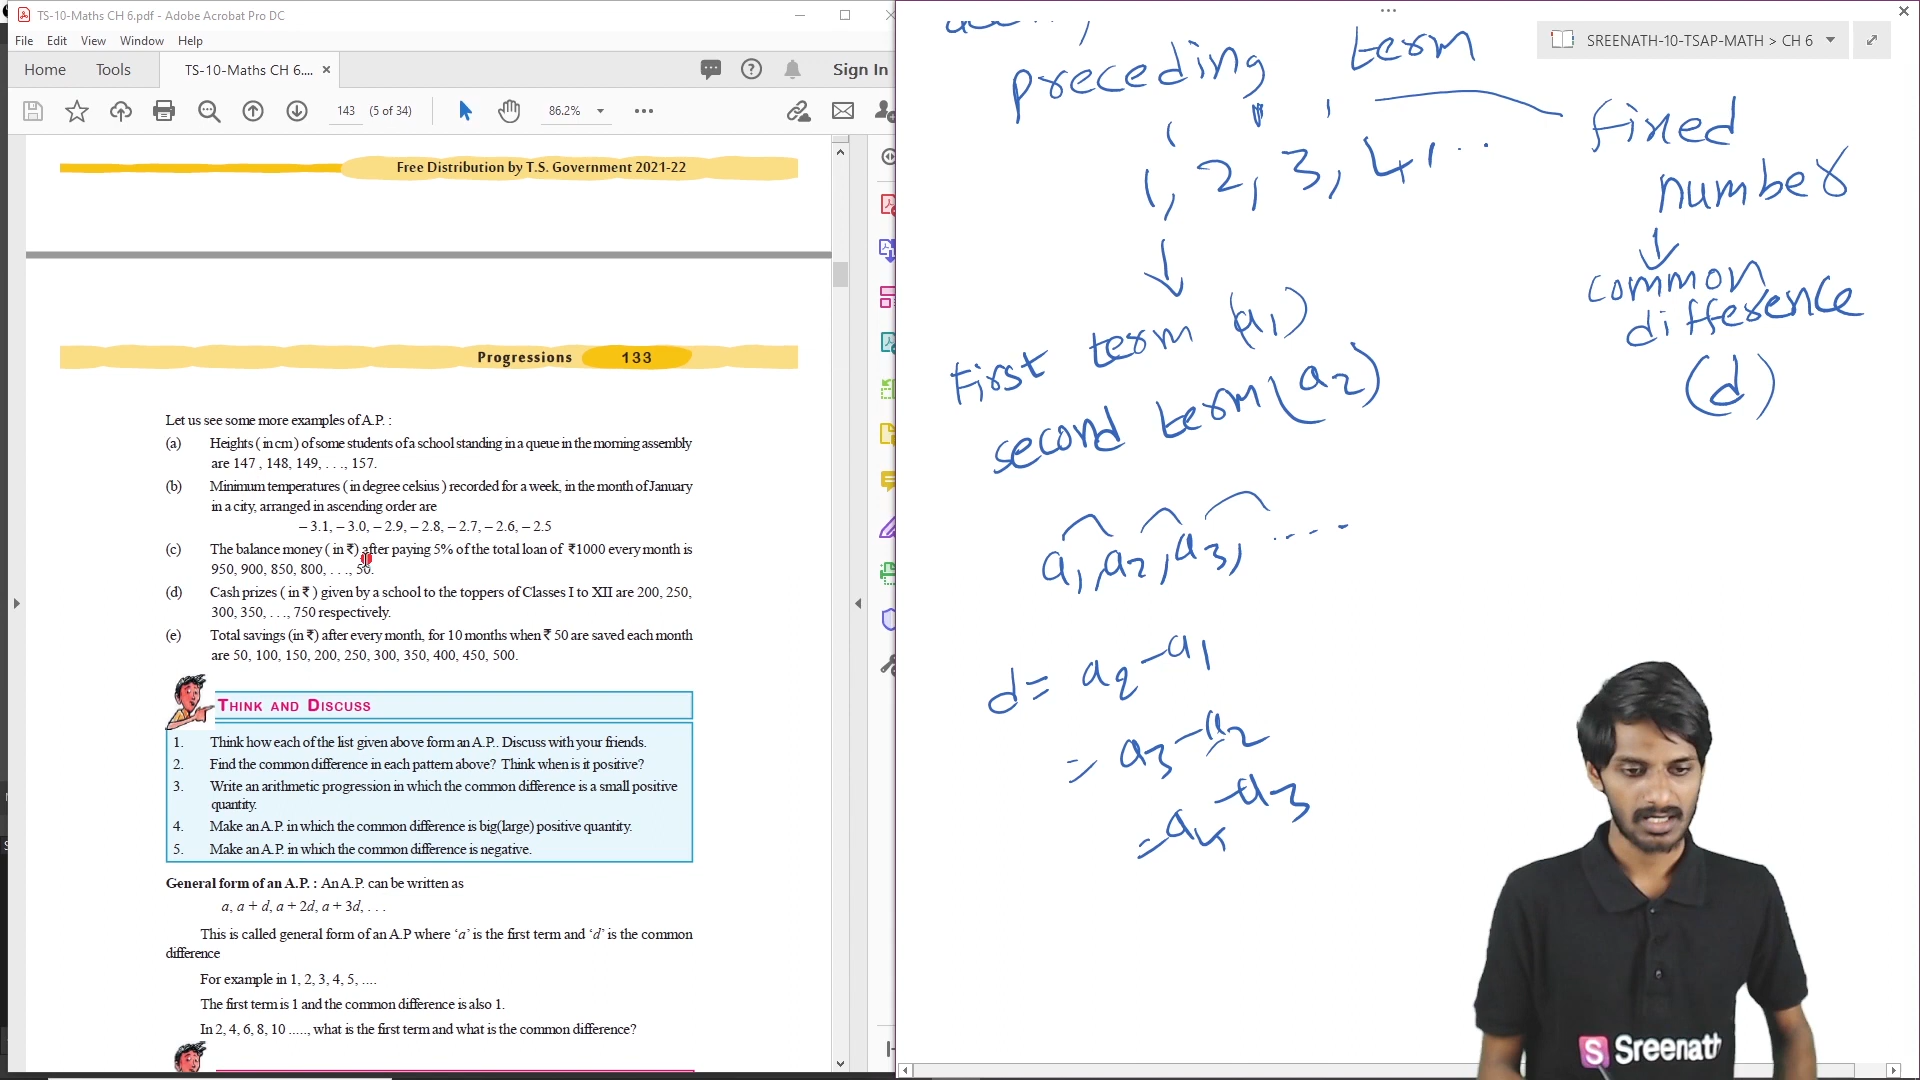 TS-10-Maths CH 6.pdf - Adobe Acrobat Pro DC
File Edit View Window Help
Home Tools TS-10-Maths CH 6.... × Sign In
143 (5 of 34) 86.2%
Free Distribution by T.S. Government 2021-22
Progressions 133
Let us see some more examples of A.P. :
(a) Heights ( in cm ) of some students of a school standing in a queue in the morning assembly
are 147 , 148, 149, . . ., 157.
(b) Minimum temperatures ( in degree celsius ) recorded for a week, in the month of January
in a city, arranged in ascending order are
– 3.1, – 3.0, – 2.9, – 2.8, – 2.7, – 2.6, – 2.5
(c) The balance money ( in ₹) after paying 5% of the total loan of ₹1000 every month is
950, 900, 850, 800, . . ., 50.
(d) Cash prizes ( in ₹ ) given by a school to the toppers of Classes I to XII are 200, 250,
300, 350, . . ., 750 respectively.
(e) Total savings (in ₹) after every month, for 10 months when ₹ 50 are saved each month
are 50, 100, 150, 200, 250, 300, 350, 400, 450, 500.
THINK AND DISCUSS
1. Think how each of the list given above form an A.P.. Discuss with your friends.
2. Find the common difference in each pattern above? Think when is it positive?
3. Write an arithmetic progression in which the common difference is a small positive
quantity.
4. Make an A.P. in which the common difference is big(large) positive quantity.
5. Make an A.P. in which the common difference is negative.
General form of an A.P. : An A.P. can be written as
a, a + d, a + 2d, a + 3d, . . .
This is called general form of an A.P where ‘a’ is the first term and ‘d’ is the common
difference
For example in 1, 2, 3, 4, 5, ....
The first term is 1 and the common difference is also 1.
In 2, 4, 6, 8, 10 ....., what is the first term and what is the common difference?
SREENATH-10-TSAP-MATH > CH 6
preceding term
fixed
number
1, 2, 3, 4, ..
common
difference
(d)
First term (a1)
second term (a2)
a1, a2, a3, ....
d = a2 - a1
= a3 - a2
= a4 - a3
S Sreenath